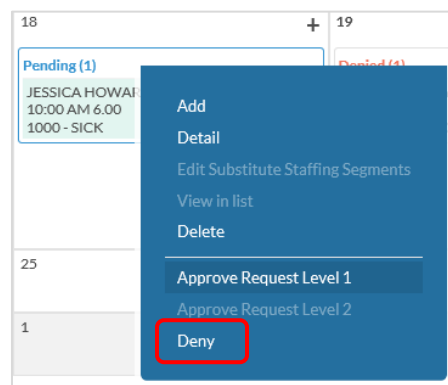 18
+
19
Pending (1)
Denied (1)
JESSICA HOWAR
10:00 AM 6.00
1000 - SICK
Add
Detail
Edit Substitute Staffing Segments
View in list
Delete
25
Approve Request Level 1
1
Approve Request Level 2
Deny